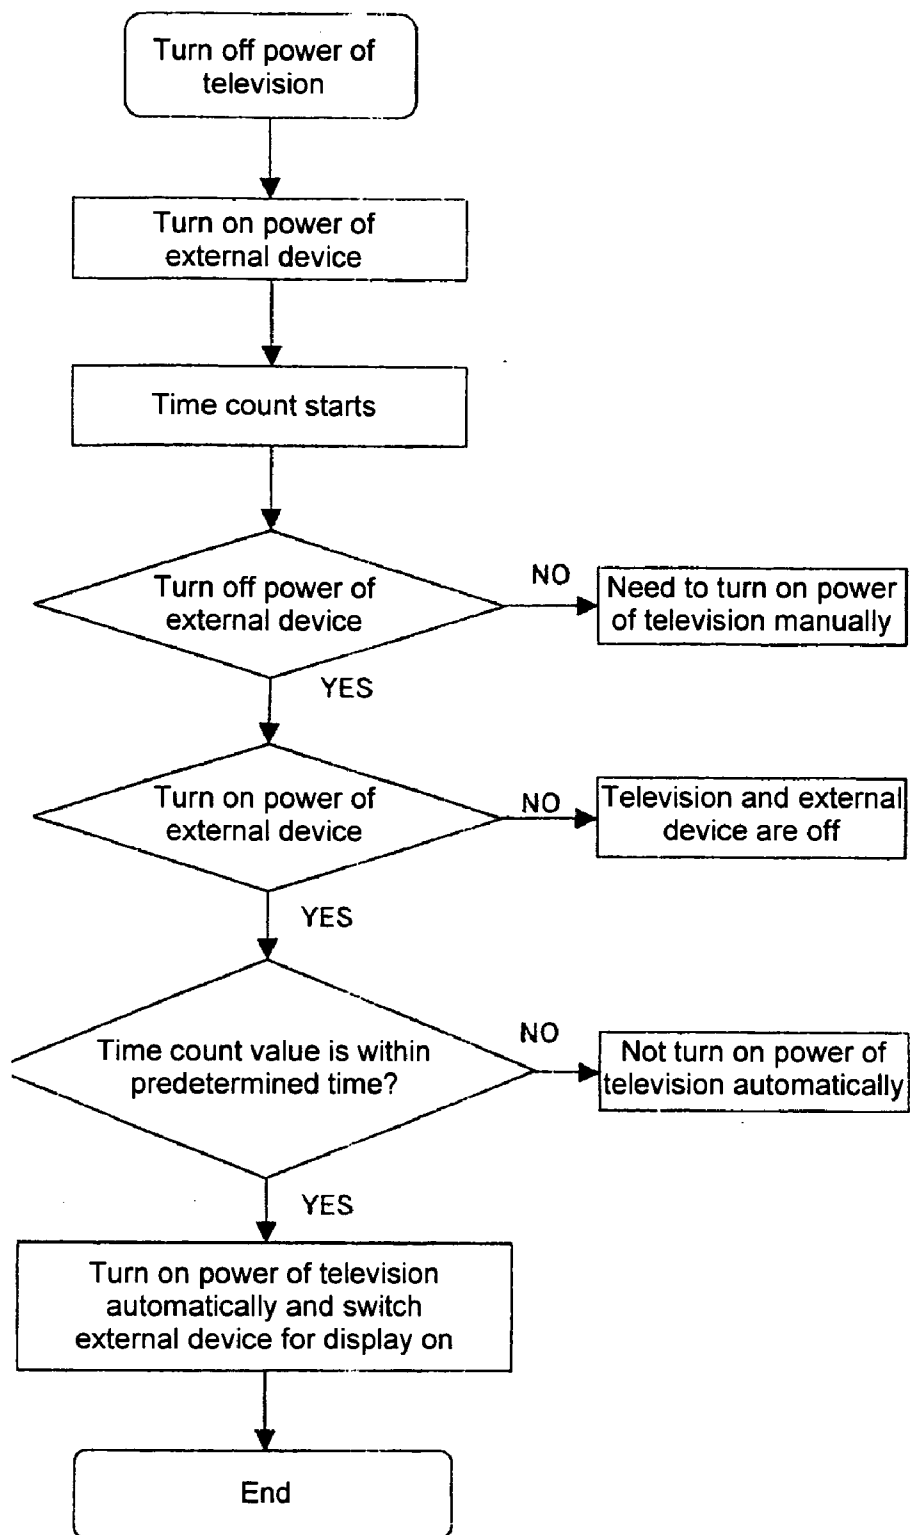 Turn off power of
television
Turn on power of
external device
Time count starts
Turn off power of
external device
NO
Need to turn on power
of television manually
YES
Turn on power of
external device
NO
Television and external
device are off
YES
Time count value is within
predetermined time?
NO
Not turn on power of
television automatically
YES
Turn on power of television
automatically and switch
external device for display on
End